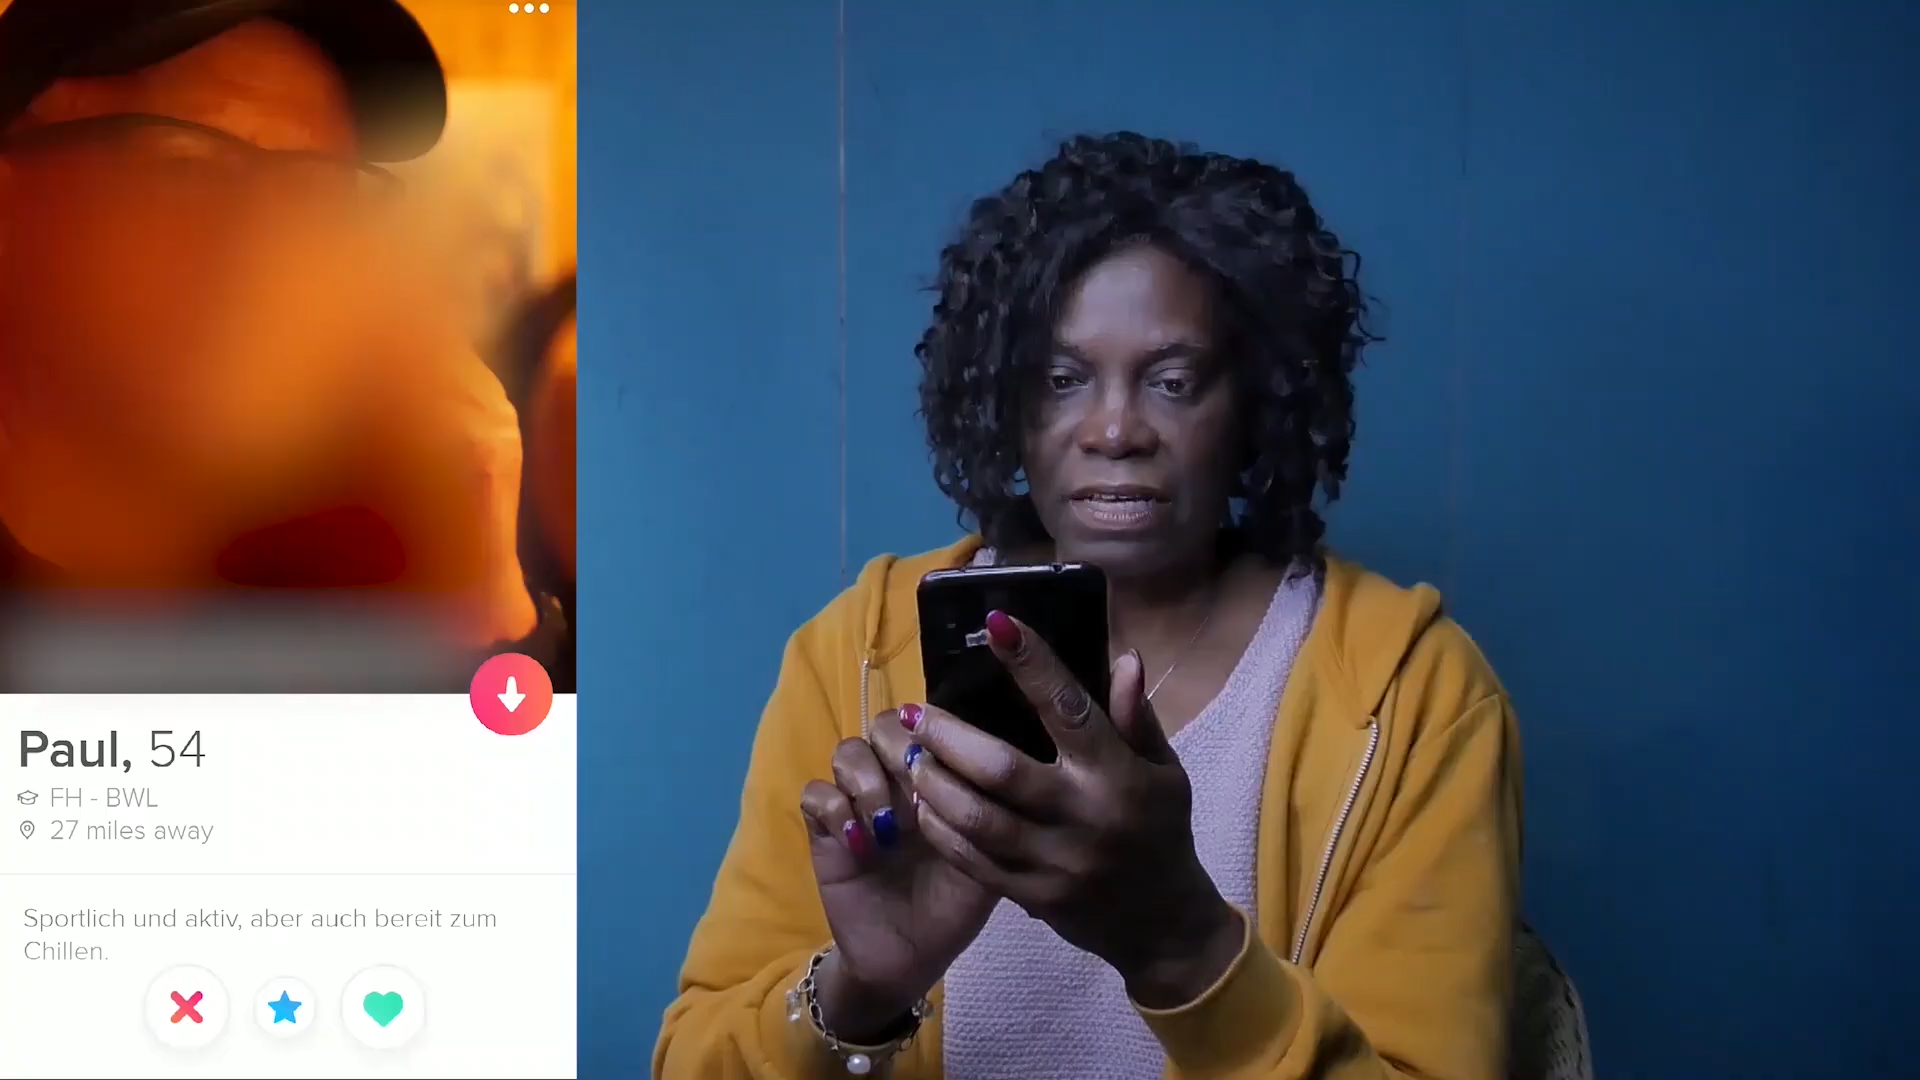 Paul, 54
FH - BWL
27 miles away
Sportlich und aktiv, aber auch bereit zum
Chillen.